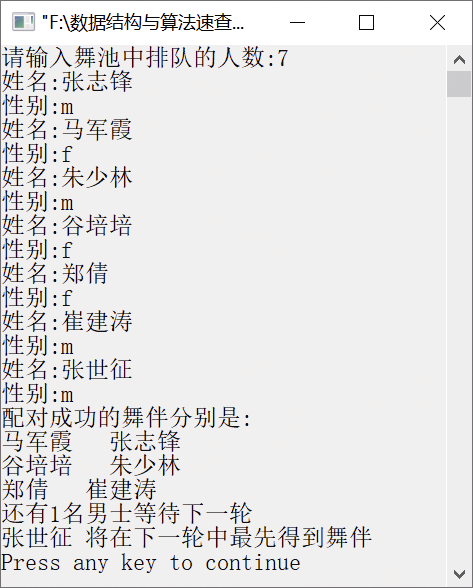 "F:\数据结构与算法速查...
请输入舞池中排队的人数:7
姓名:张志锋
性别:m
姓名:马军霞
性别:f
姓名:朱少林
性别:m
姓名:谷培培
性别:f
姓名:郑倩
性别:f
姓名:崔建涛
性别:m
姓名:张世征
性别:m
配对成功的舞伴分别是:
马军霞   张志锋
谷培培   朱少林
郑倩   崔建涛
还有1名男士等待下一轮
张世征 将在下一轮中最先得到舞伴
Press any key to continue